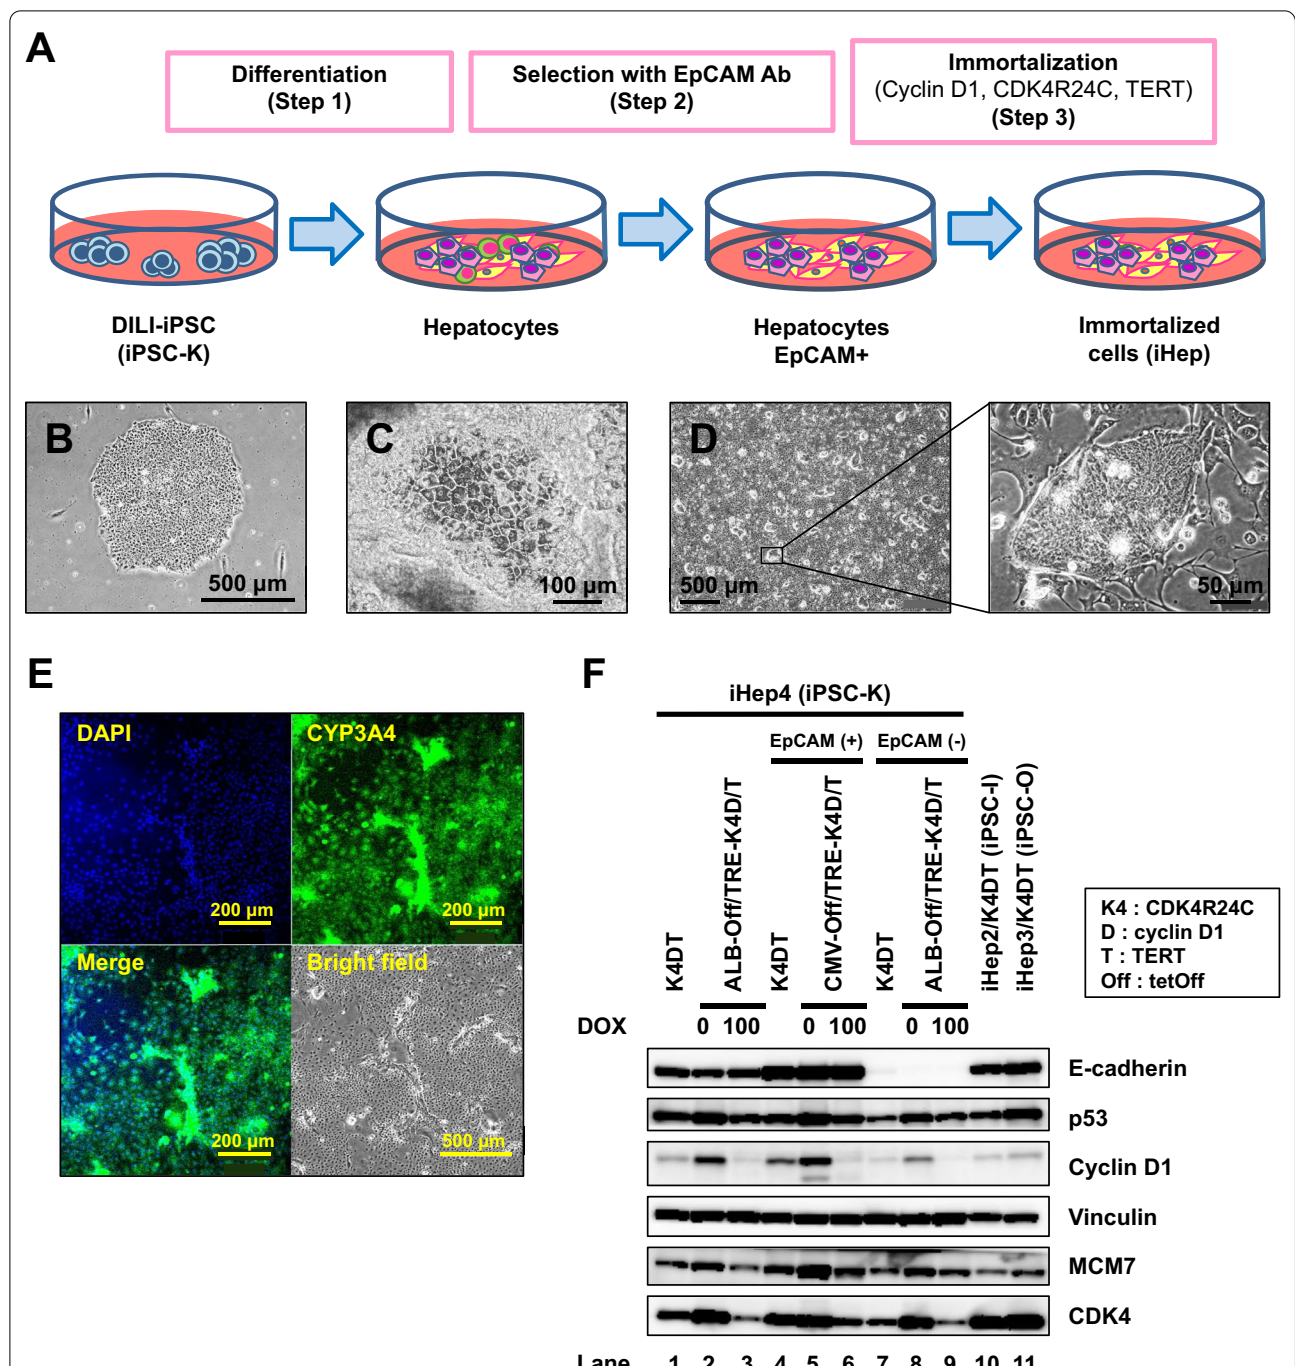 A
Differentiation
(Step 1)
Selection with EpCAM Ab
(Step 2)
Immortalization
(Cyclin D1, CDK4R24C, TERT)
(Step 3)
DILI-iPSC
(iPSC-K)
Hepatocytes
Hepatocytes
EpCAM+
Immortalized
cells (iHep)
B
500 µm
C
100 µm
D
500 µm
50 µm
E
DAPI
200 µm
CYP3A4
200 µm
Merge
200 µm
Bright field
500 µm
F
iHep4 (iPSC-K)
EpCAM (+)
EpCAM (-)
K4DT
ALB-Off/TRE-K4D/T
K4DT
CMV-Off/TRE-K4D/T
K4DT
ALB-Off/TRE-K4D/T
iHep2/K4DT (iPSC-I)
iHep3/K4DT (iPSC-O)
K4 : CDK4R24C
D : cyclin D1
T : TERT
Off : tetOff
DOX 0 100 0 100 0 100
E-cadherin
p53
Cyclin D1
Vinculin
MCM7
CDK4
Lane 1 2 3 4 5 6 7 8 9 10 11